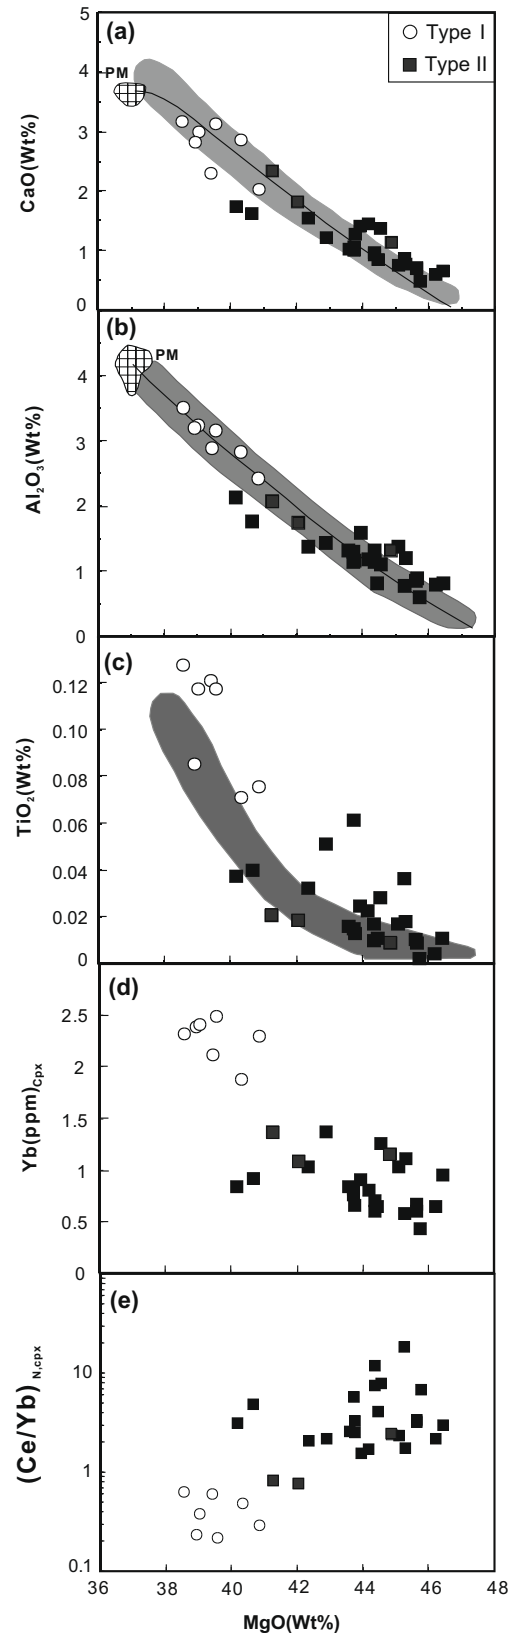 (a)
Type I
Type II
PM
5
4
3
2
1
0
CaO(Wt%)
(b)
PM
4
3
2
1
0
Al2O3(Wt%)
(c)
0.12
0.10
0.08
0.06
0.04
0.02
0
TiO2(Wt%)
(d)
2.5
2
1.5
1
0.5
0
Yb(ppm)Cpx
(e)
10
1
0.1
(Ce/Yb)N,cpx
36 38 40 42 44 46 48
MgO(Wt%)